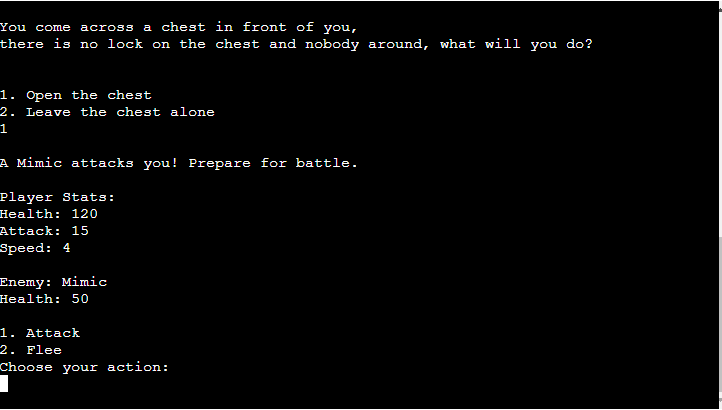 You come across a chest in front of you,
there is no lock on the chest and nobody around, what will you do?
1. Open the chest
2. Leave the chest alone
1
A Mimic attacks you! Prepare for battle.
Player Stats:
Health: 120
Attack: 15
Speed: 4
Enemy: Mimic
Health: 50
1. Attack
2. Flee
Choose your action: